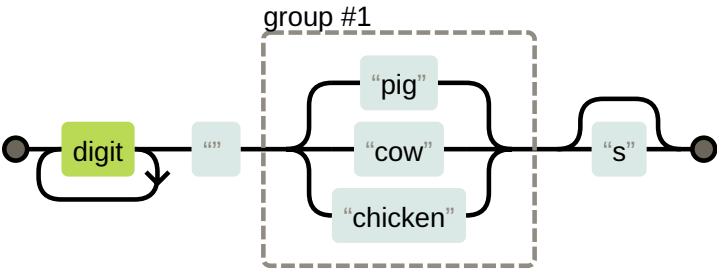 group #1
“pig”
digit “” “cow” “s”
“chicken”